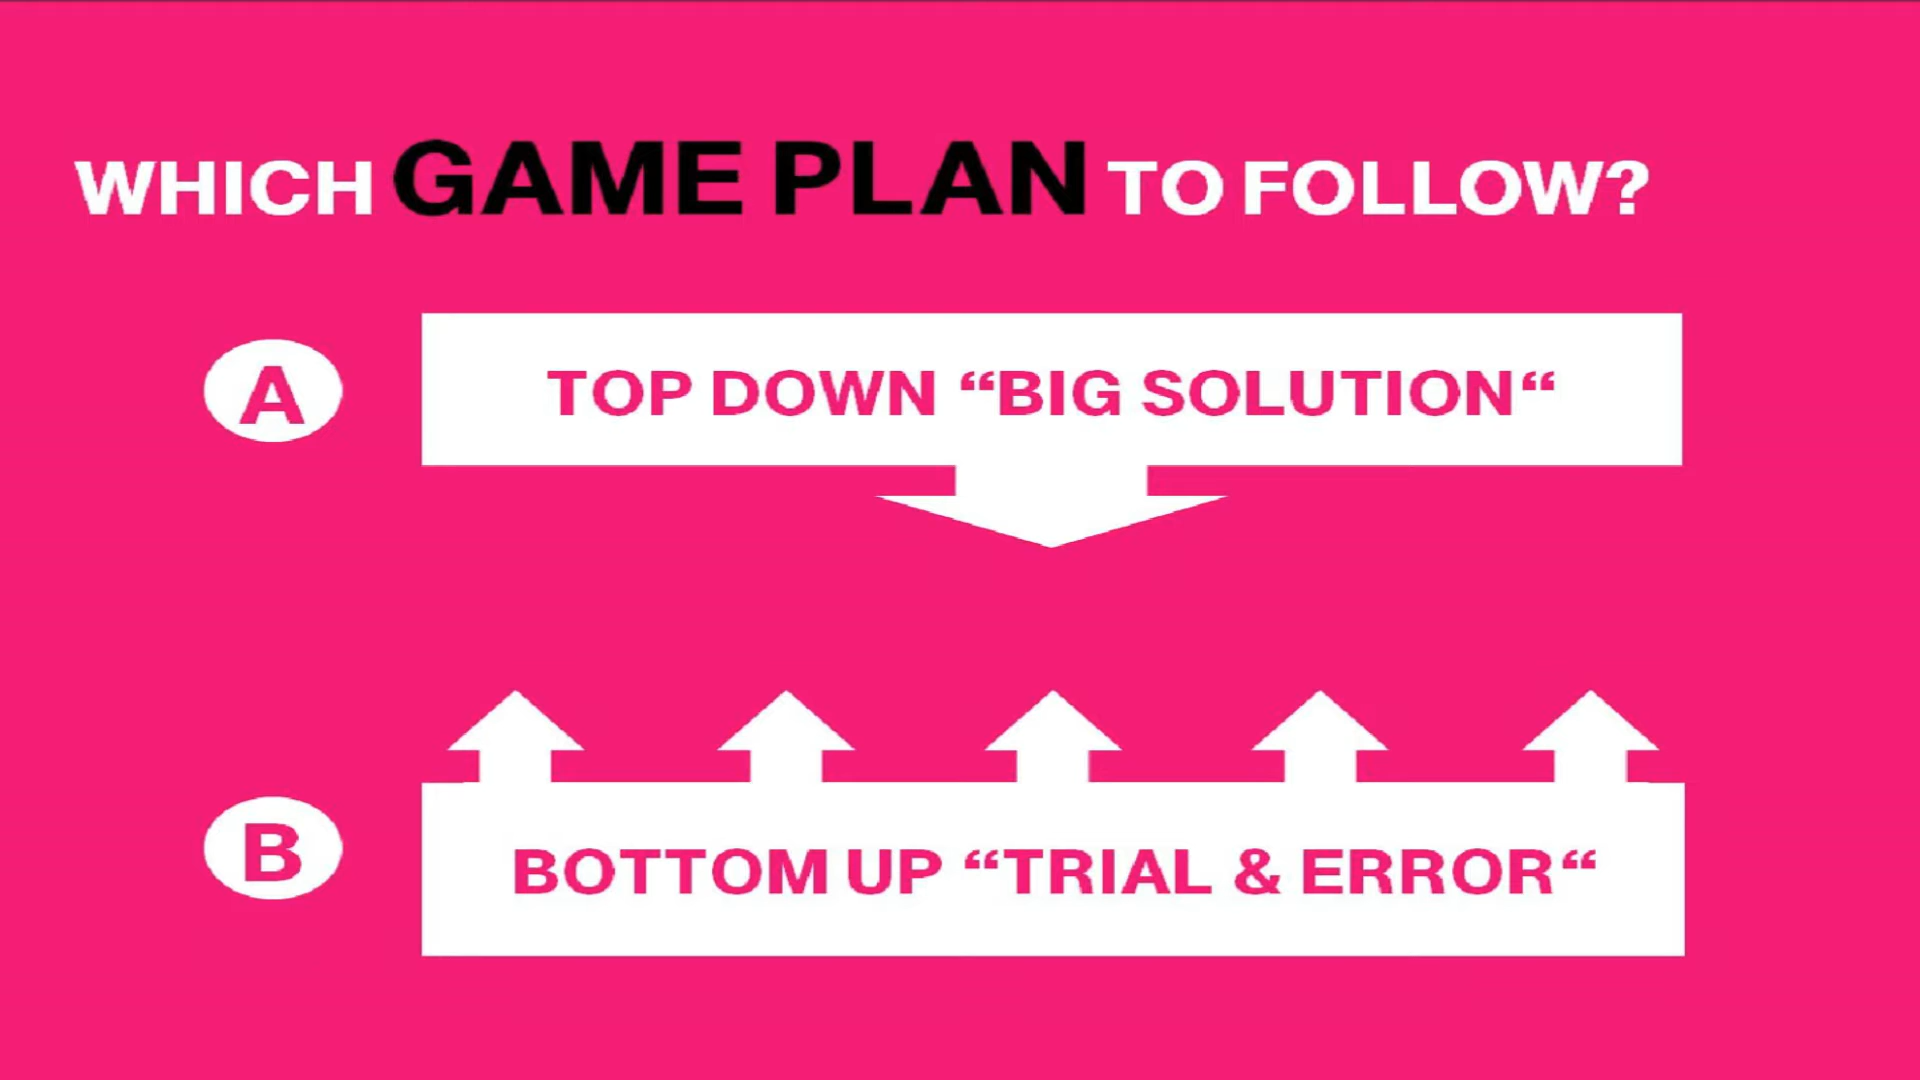 WHICH GAME PLAN TO FOLLOW?
A
TOP DOWN “BIG SOLUTION“
B
BOTTOM UP “TRIAL & ERROR“